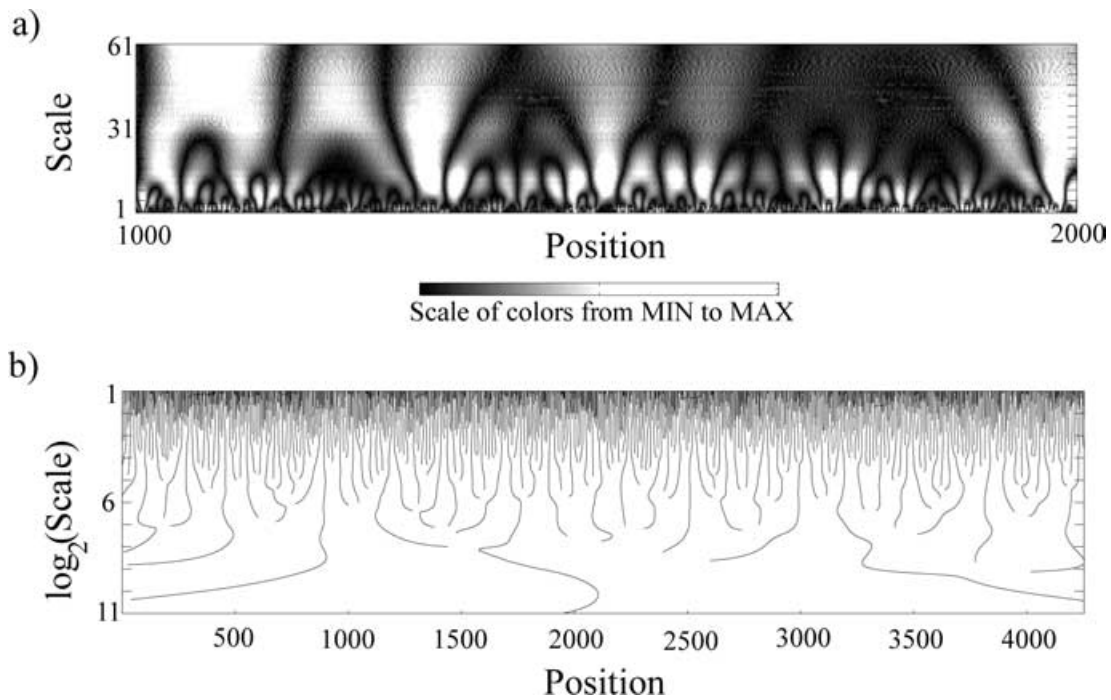 a)
61
31
1
Scale
1000
2000
Position
Scale of colors from MIN to MAX
b)
1
6
11
log₂(Scale)
500 1000 1500 2000 2500 3000 3500 4000
Position